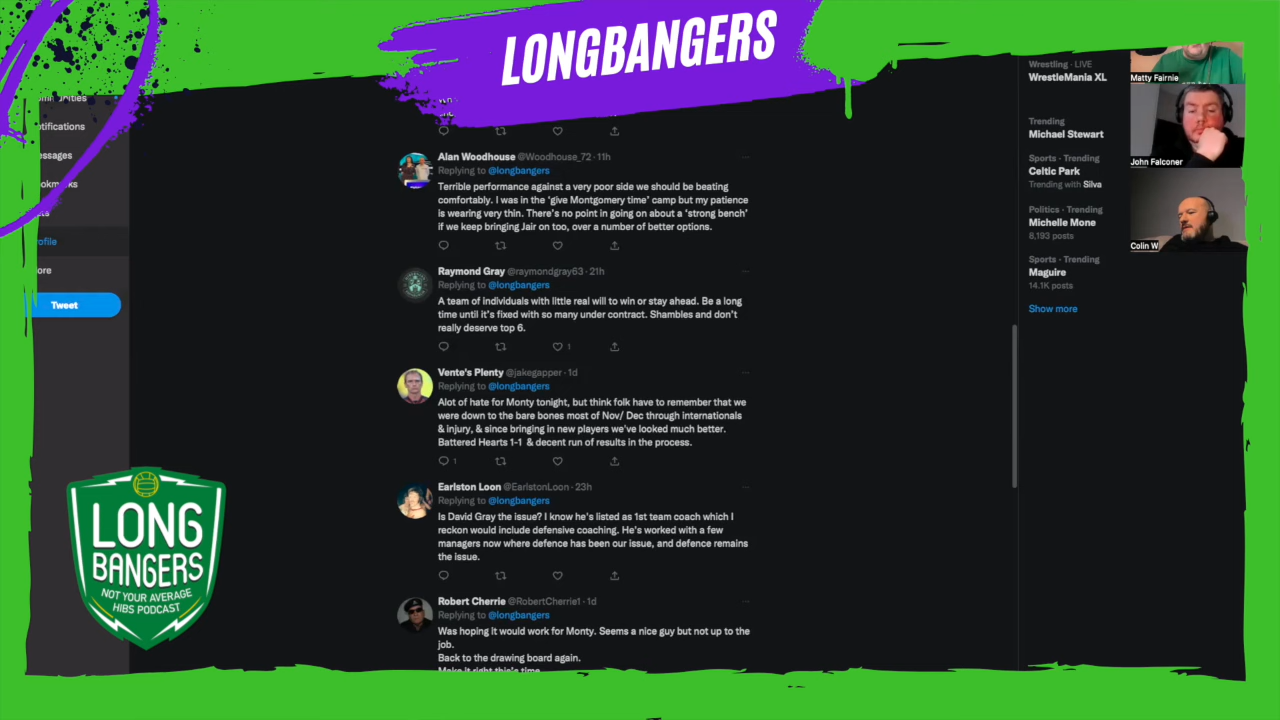 LONGBANGERS
Wrestling · LIVE
WrestleMania XL
Trending
Michael Stewart
Sports · Trending
Celtic Park
Trending with Silva
Politics · Trending
Michelle Mone
8,193 posts
Sports · Trending
Maguire
14.1K posts
Show more
Matty Fairnie
John Falconer
Colin W
Tweet
Alan Woodhouse @Woodhouse_72 · 11h
Replying to @longbangers
Terrible performance against a very poor side we should be beating
comfortably. I was in the 'give Montgomery time' camp but my patience
is wearing very thin. There's no point in going on about a 'strong bench'
if we keep bringing Jair on too, over a number of better options.
Raymond Gray @raymondgray63 · 21h
Replying to @longbangers
A team of individuals with little real will to win or stay ahead. Be a long
time until it's fixed with so many under contract. Shambles and don't
really deserve top 6.
1
Vente's Plenty @jakegapper · 1d
Replying to @longbangers
Alot of hate for Monty tonight, but think folk have to remember that we
were down to the bare bones most of Nov/ Dec through internationals
& injury, & since bringing in new players we've looked much better.
Battered Hearts 1-1 & decent run of results in the process.
1
Earlston Loon @EarlstonLoon · 23h
Replying to @longbangers
Is David Gray the issue? I know he's listed as 1st team coach which I
reckon would include defensive coaching. He's worked with a few
managers now where defence has been our issue, and defence remains
the issue.
Robert Cherrie @RobertCherrie1 · 1d
Replying to @longbangers
Was hoping it would work for Monty. Seems a nice guy but not up to the
job.
Back to the drawing board again.
Make it right this time
LONG
BANGERS
NOT YOUR AVERAGE
HIBS PODCAST